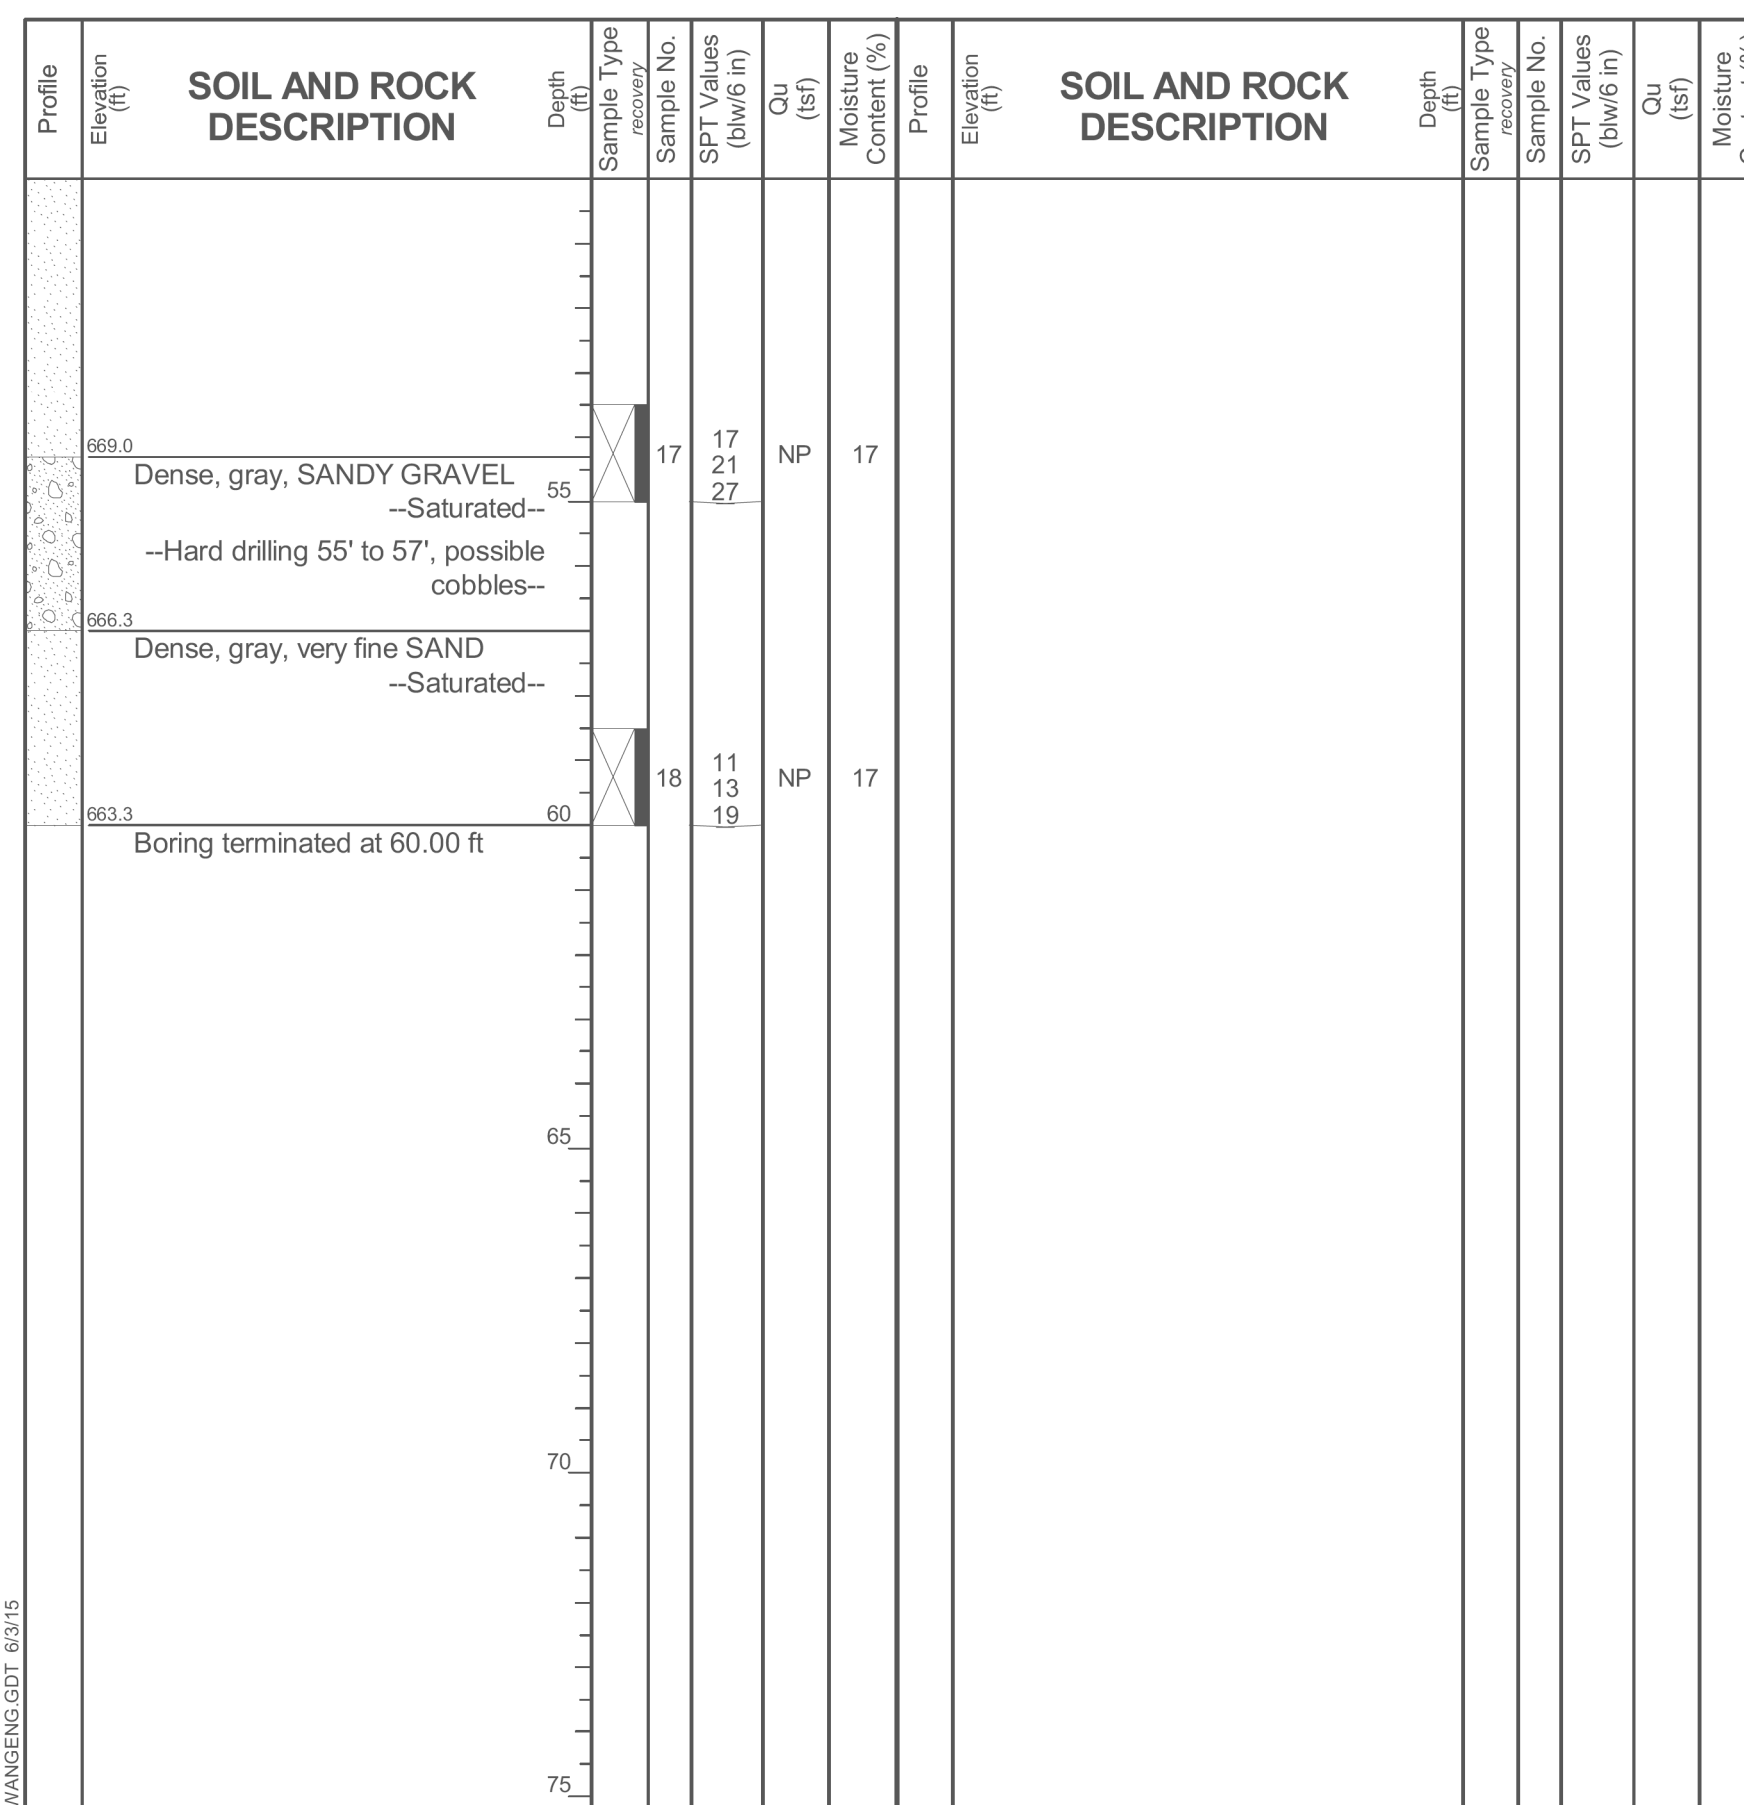 Profile
Elevation
(ft)
SOIL AND ROCK
DESCRIPTION
Depth
(ft)
Sample Type
recovery
Sample No.
SPT Values
(blw/6 in)
Qu
(tsf)
Moisture
Content (%)
Profile
Elevation
(ft)
SOIL AND ROCK
DESCRIPTION
Depth
(ft)
Sample Type
recovery
Sample No.
SPT Values
(blw/6 in)
Qu
(tsf)
Moisture
669.0
Dense, gray, SANDY GRAVEL
--Saturated--
55
17
17
21
27
NP
17
--Hard drilling 55' to 57', possible
cobbles--
666.3
Dense, gray, very fine SAND
--Saturated--
18
11
13
19
NP
17
663.3
60
Boring terminated at 60.00 ft
65
70
75
WANGENG.GDT 6/3/15